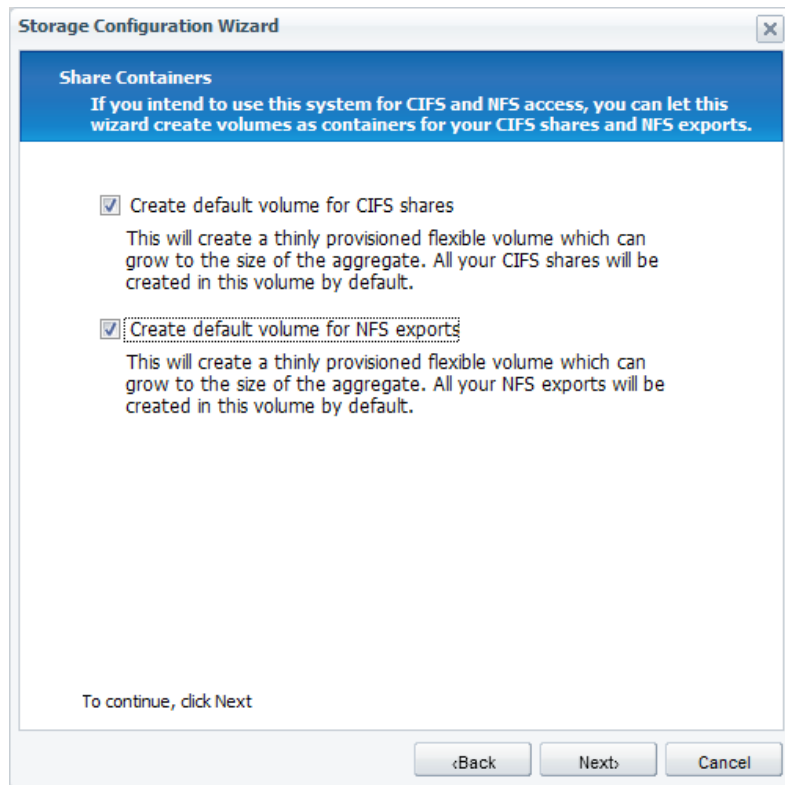 Storage Configuration Wizard
Share Containers
If you intend to use this system for CIFS and NFS access, you can let this
wizard create volumes as containers for your CIFS shares and NFS exports.
Create default volume for CIFS shares
This will create a thinly provisioned flexible volume which can
grow to the size of the aggregate. All your CIFS shares will be
created in this volume by default.
Create default volume for NFS exports
This will create a thinly provisioned flexible volume which can
grow to the size of the aggregate. All your NFS exports will be
created in this volume by default.
To continue, click Next
‹Back Next› Cancel